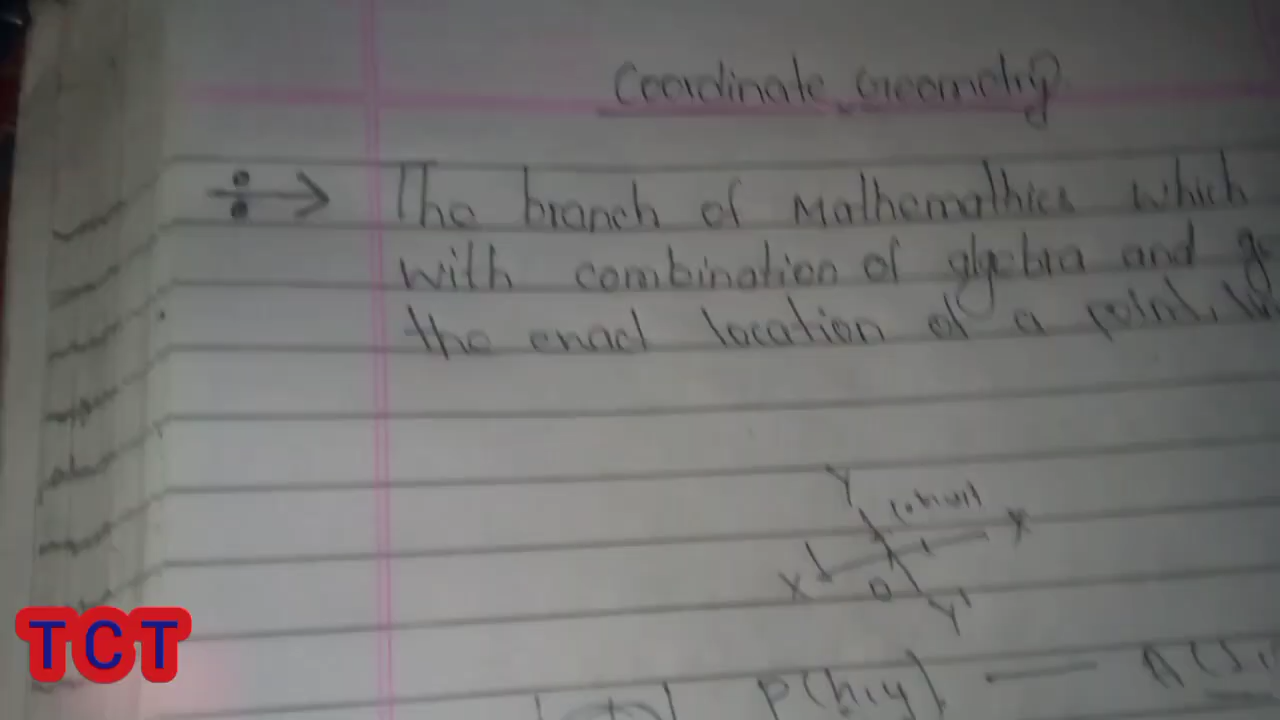 Coordinate Geometry
The branch of Mathemathics which
with combination of algebra and
the enact location of a point,
Y
X
X'
O
Y'
P(h,y)
TCT